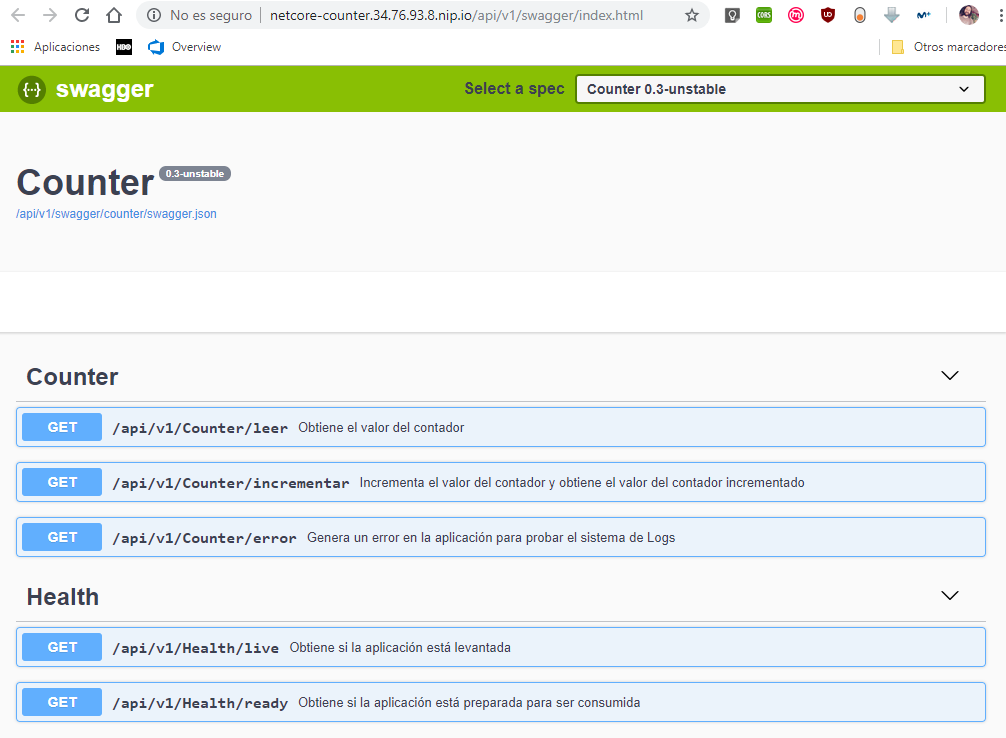 No es seguro netcore-counter.34.76.93.8.nip.io/api/v1/swagger/index.html
Aplicaciones HBO Overview Otros marcadores
{··} swagger Select a spec Counter 0.3-unstable
Counter 0.3-unstable
/api/v1/swagger/counter/swagger.json
Counter
GET /api/v1/Counter/leer Obtiene el valor del contador
GET /api/v1/Counter/incrementar Incrementa el valor del contador y obtiene el valor del contador incrementado
GET /api/v1/Counter/error Genera un error en la aplicación para probar el sistema de Logs
Health
GET /api/v1/Health/live Obtiene si la aplicación está levantada
GET /api/v1/Health/ready Obtiene si la aplicación está preparada para ser consumida